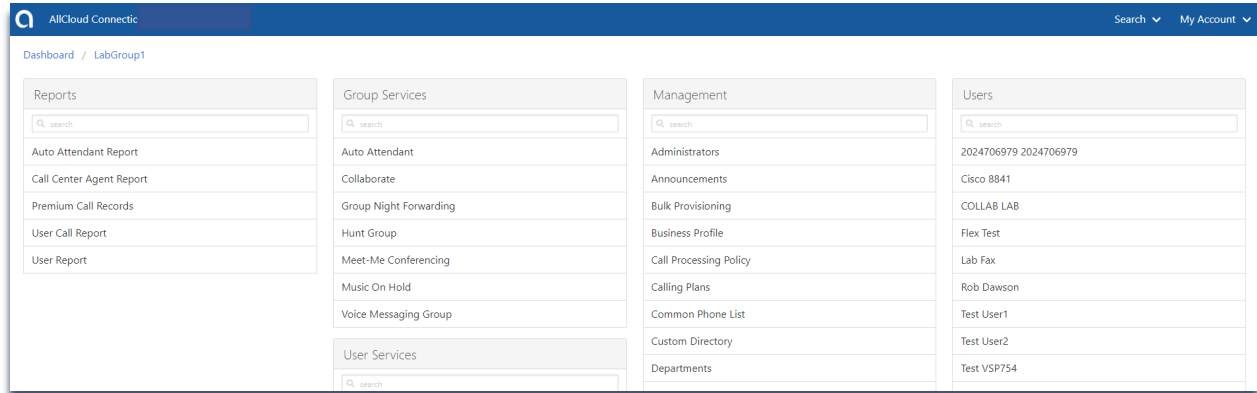 AllCloud Connectic
Search
My Account
Dashboard / LabGroup1
Reports
search
Auto Attendant Report
Call Center Agent Report
Premium Call Records
User Call Report
User Report
Group Services
search
Auto Attendant
Collaborate
Group Night Forwarding
Hunt Group
Meet-Me Conferencing
Music On Hold
Voice Messaging Group
User Services
search
Management
search
Administrators
Announcements
Bulk Provisioning
Business Profile
Call Processing Policy
Calling Plans
Common Phone List
Custom Directory
Departments
Users
search
2024706979 2024706979
Cisco 8841
COLLAB LAB
Flex Test
Lab Fax
Rob Dawson
Test User1
Test User2
Test VSP754